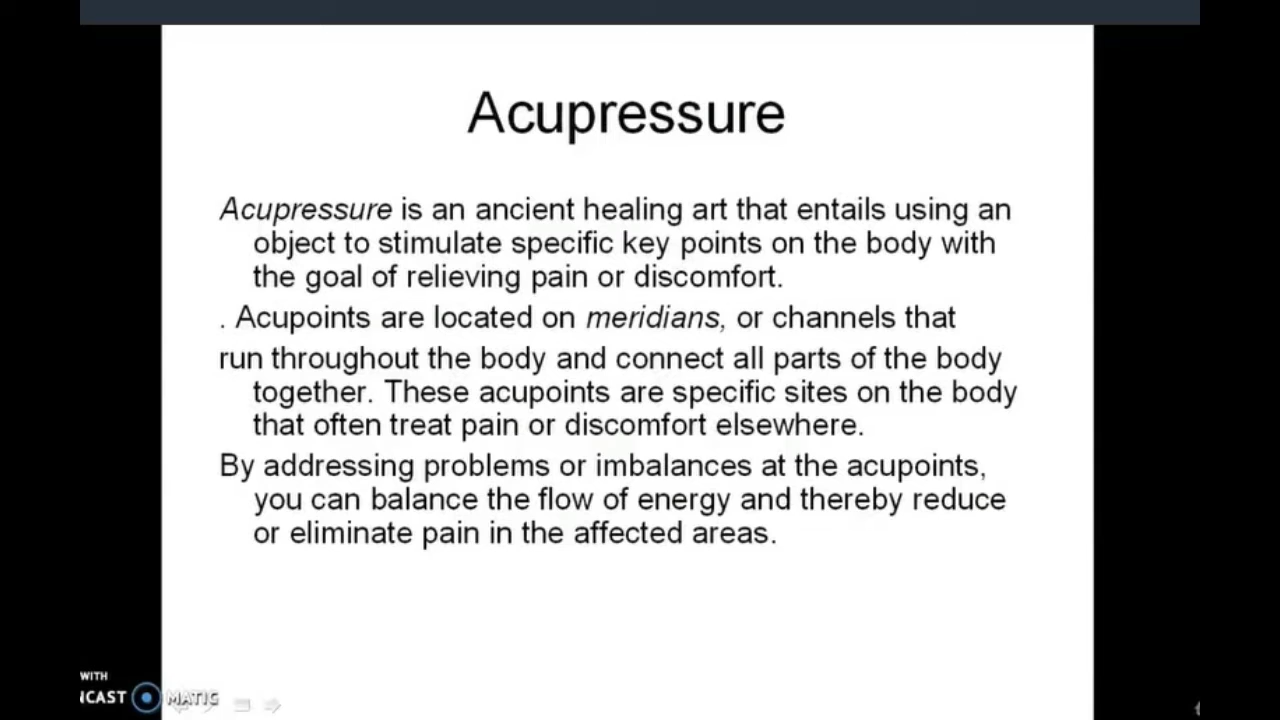 Acupressure
Acupressure is an ancient healing art that entails using an
object to stimulate specific key points on the body with
the goal of relieving pain or discomfort.
. Acupoints are located on meridians, or channels that
run throughout the body and connect all parts of the body
together. These acupoints are specific sites on the body
that often treat pain or discomfort elsewhere.
By addressing problems or imbalances at the acupoints,
you can balance the flow of energy and thereby reduce
or eliminate pain in the affected areas.
WITH
CAST MATIC